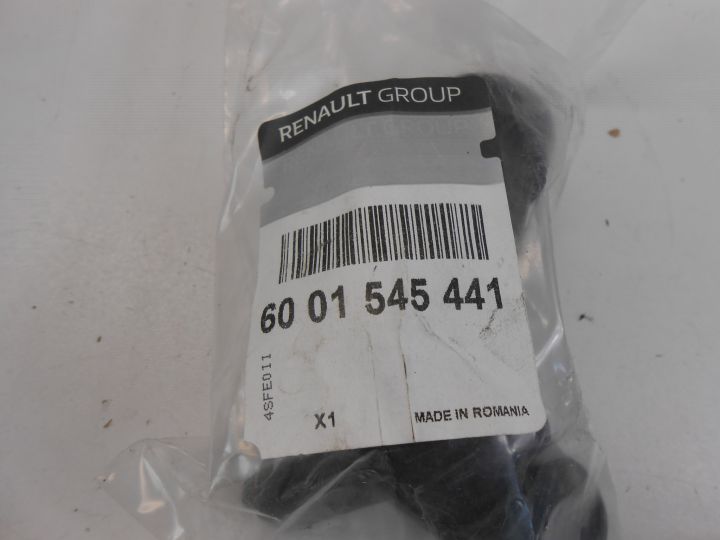 RENAULT GROUP
60 01 545 441
4SFE0II
X1
MADE IN ROMANIA